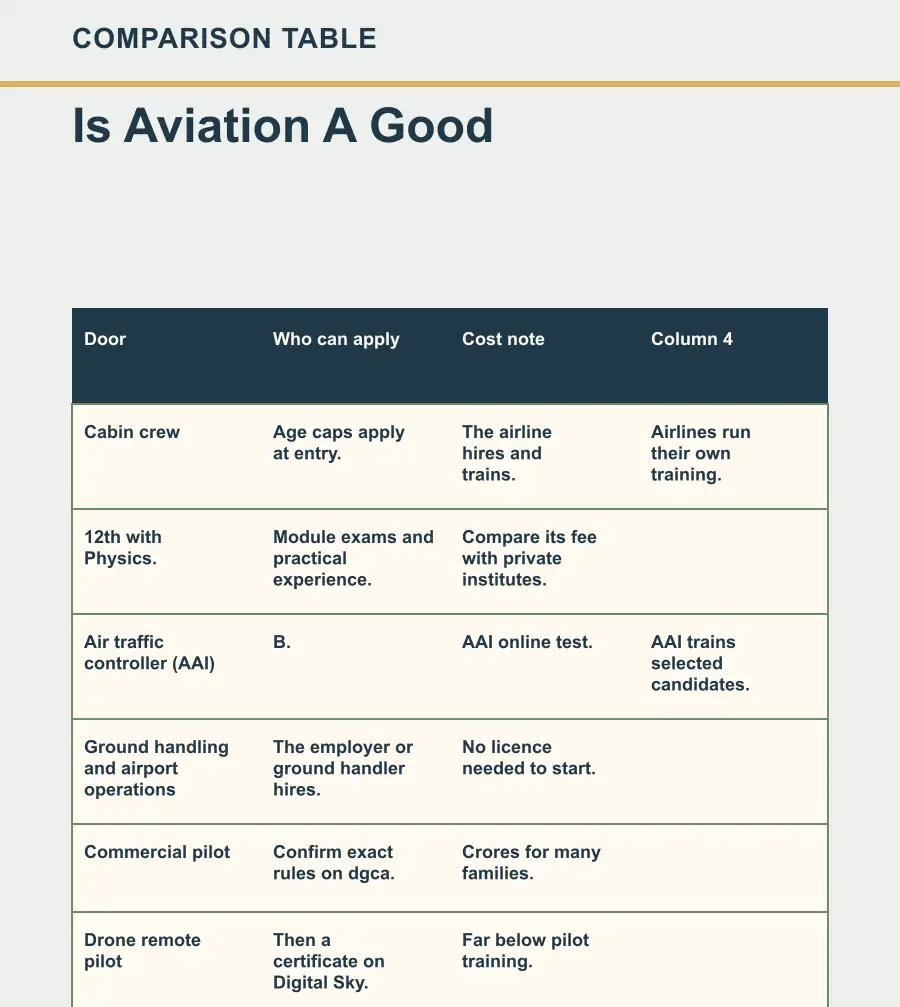 COMPARISON TABLE
Is Aviation A Good
Door
Who can apply
Cost note
Column 4
Cabin crew
Age caps apply
at entry.
The airline
hires and
trains.
Airlines run
their own
training.
12th with
Physics.
Module exams and
practical
experience.
Compare its fee
with private
institutes.
Air traffic
controller (AAI)
B.
AAI online test.
AAI trains
selected
candidates.
Ground handling
and airport
operations
The employer or
ground handler
hires.
No licence
needed to start.
Commercial pilot
Confirm exact
rules on dgca.
Crores for many
families.
Drone remote
pilot
Then a
certificate on
Digital Sky.
Far below pilot
training.